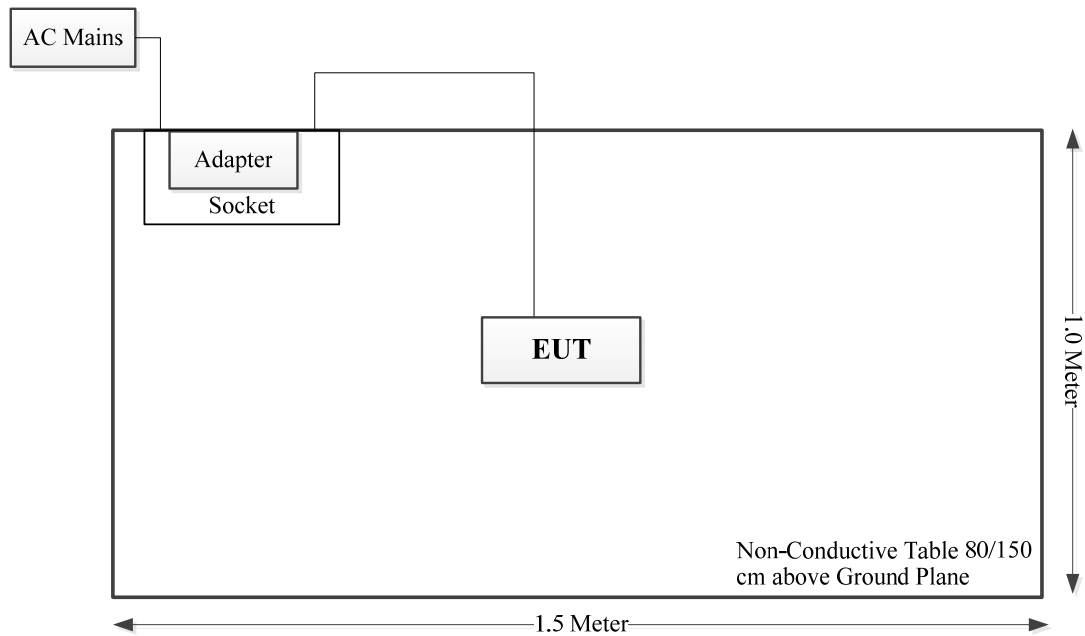 AC Mains
Adapter
Socket
EUT
1.0 Meter
Non-Conductive Table 80/150
cm above Ground Plane
1.5 Meter